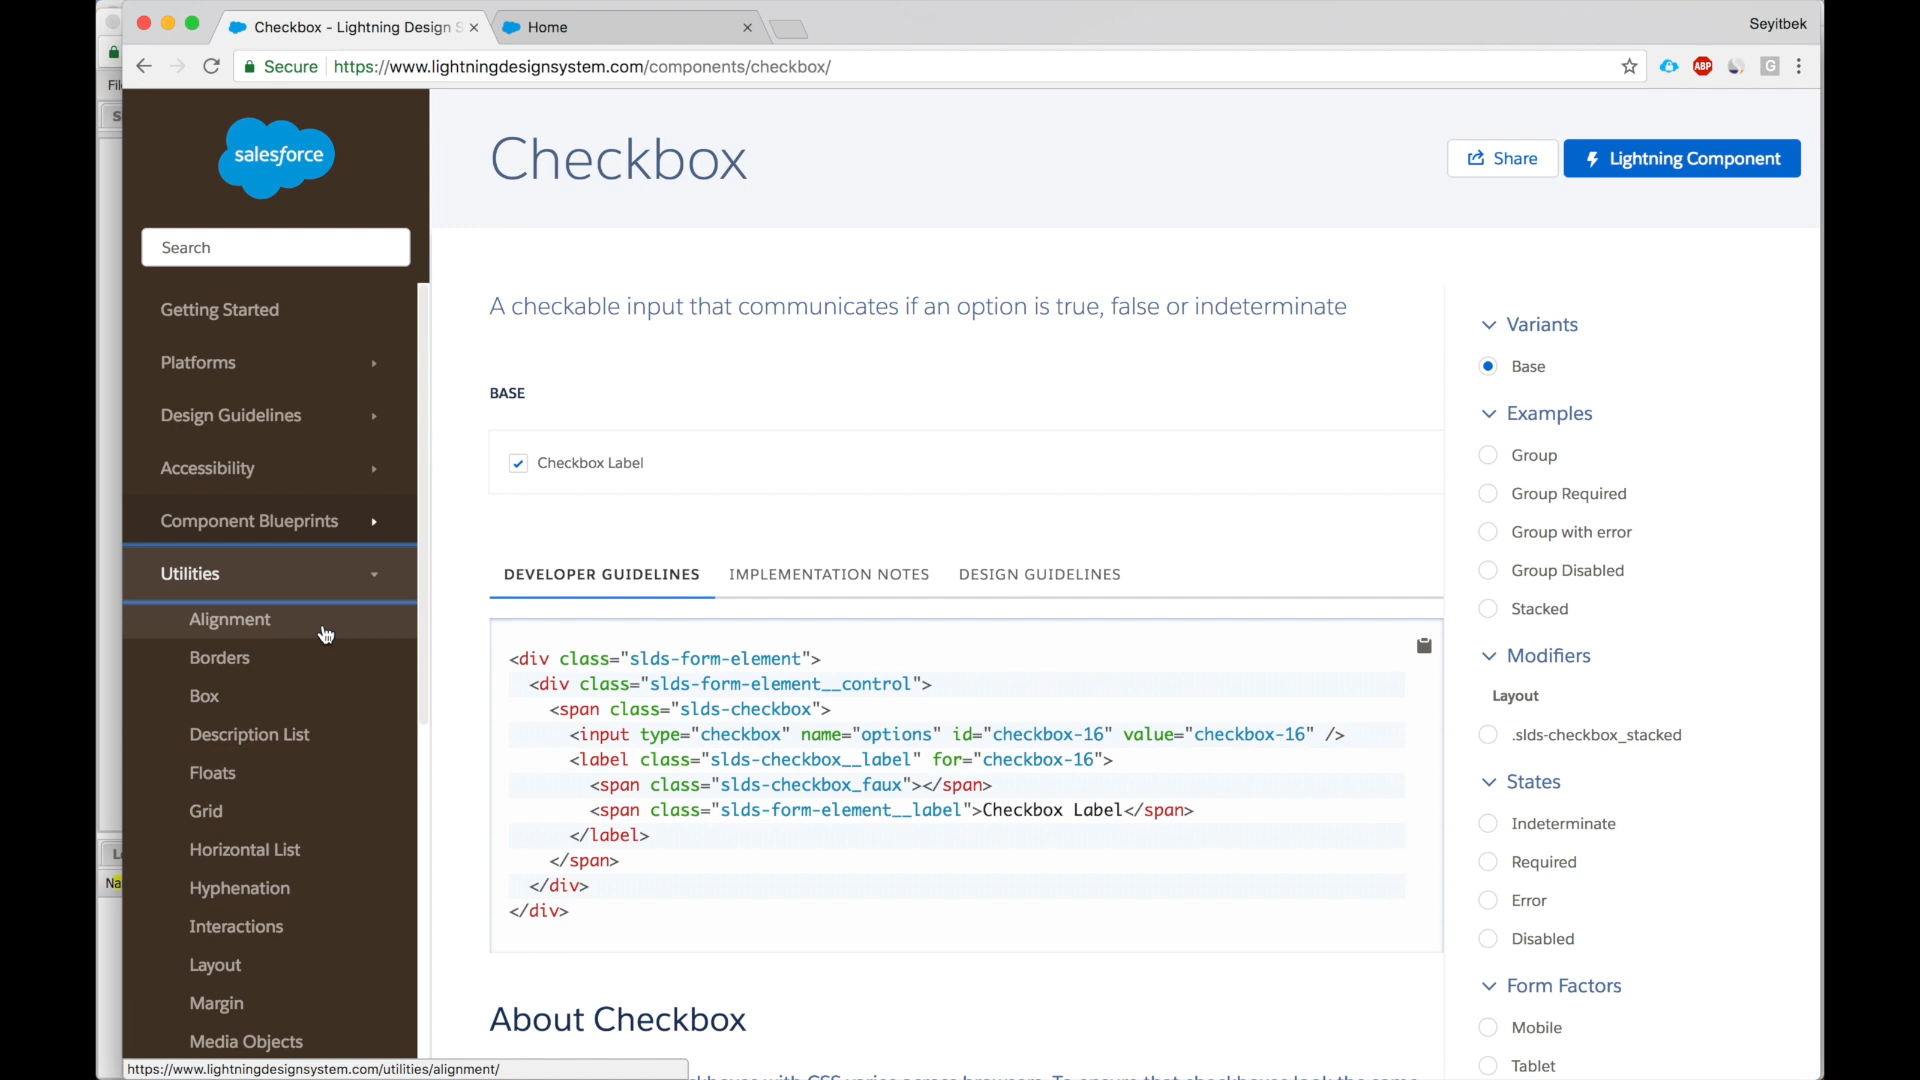 Checkbox - Lightning Design S
Home
Seyitbek
Secure
https://www.lightningdesignsystem.com/components/checkbox/
ABP
G
salesforce
Search
Getting Started
Platforms
Design Guidelines
Accessibility
Component Blueprints
Utilities
Alignment
Borders
Box
Description List
Floats
Grid
Horizontal List
Hyphenation
Interactions
Layout
Margin
Media Objects
https://www.lightningdesignsystem.com/utilities/alignment/
Checkbox
Share
Lightning Component
A checkable input that communicates if an option is true, false or indeterminate
BASE
Checkbox Label
DEVELOPER GUIDELINES
IMPLEMENTATION NOTES
DESIGN GUIDELINES
<div class="slds-form-element">
<div class="slds-form-element__control">
<span class="slds-checkbox">
<input type="checkbox" name="options" id="checkbox-16" value="checkbox-16" />
<label class="slds-checkbox__label" for="checkbox-16">
<span class="slds-checkbox_faux"></span>
<span class="slds-form-element__label">Checkbox Label</span>
</label>
</span>
</div>
</div>
About Checkbox
Variants
Base
Examples
Group
Group Required
Group with error
Group Disabled
Stacked
Modifiers
Layout
.slds-checkbox_stacked
States
Indeterminate
Required
Error
Disabled
Form Factors
Mobile
Tablet